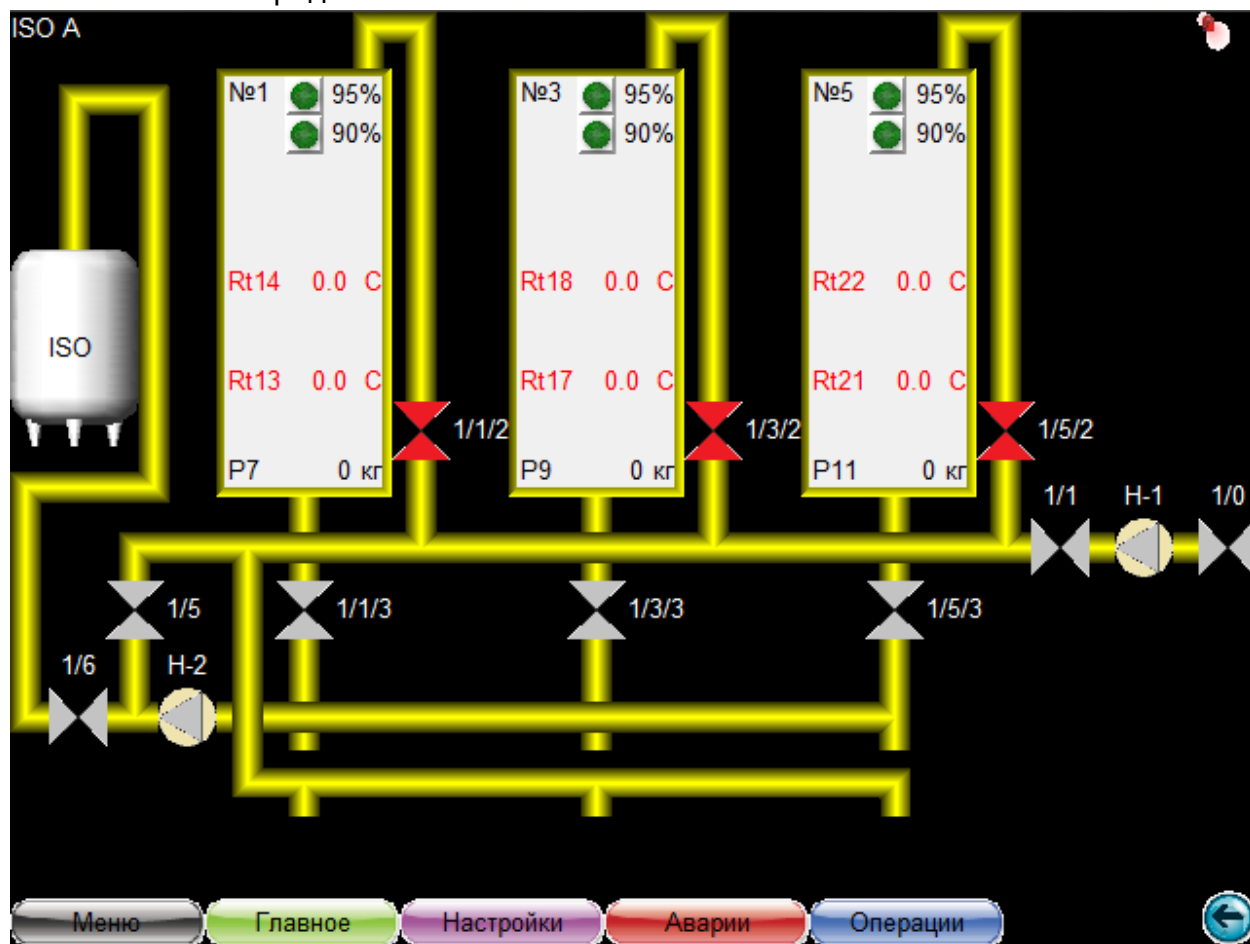 ISO A
№1 95%
90%
№3 95%
90%
№5 95%
90%
Rt14 0.0 C
Rt18 0.0 C
Rt22 0.0 C
ISO
Rt13 0.0 C
Rt17 0.0 C
Rt21 0.0 C
1/1/2
1/3/2
1/5/2
P7 0 кг
P9 0 кг
P11 0 кг
1/1 H-1 1/0
1/5
1/1/3
1/3/3
1/5/3
1/6 H-2
Меню Главное Настройки Аварии Операции